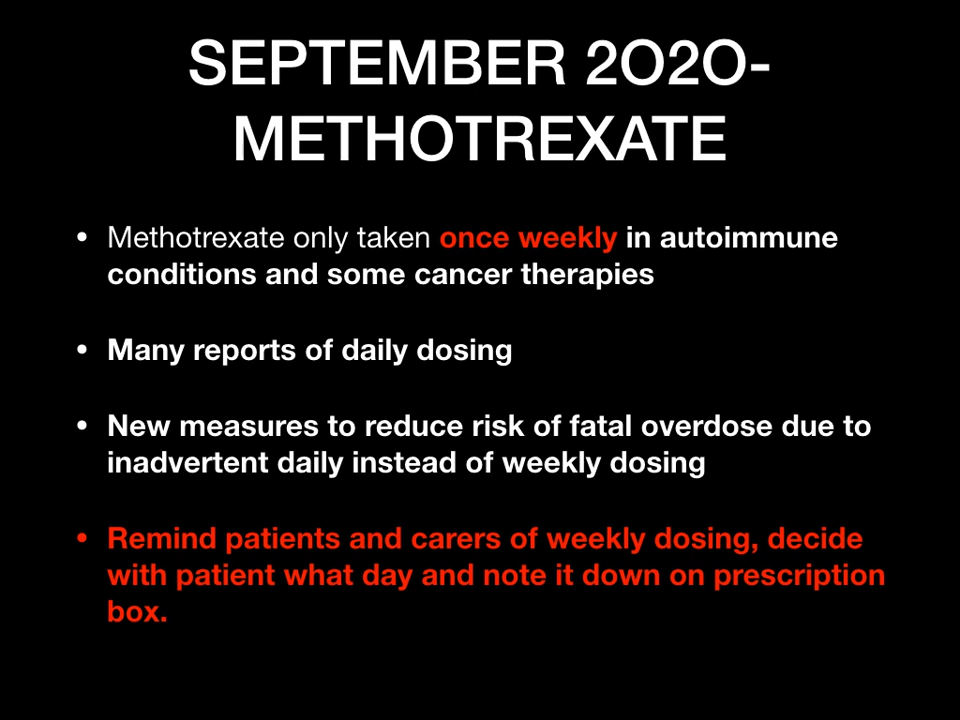 SEPTEMBER 2O2O-
METHOTREXATE
• Methotrexate only taken once weekly in autoimmune
conditions and some cancer therapies
• Many reports of daily dosing
• New measures to reduce risk of fatal overdose due to
inadvertent daily instead of weekly dosing
• Remind patients and carers of weekly dosing, decide
with patient what day and note it down on prescription
box.